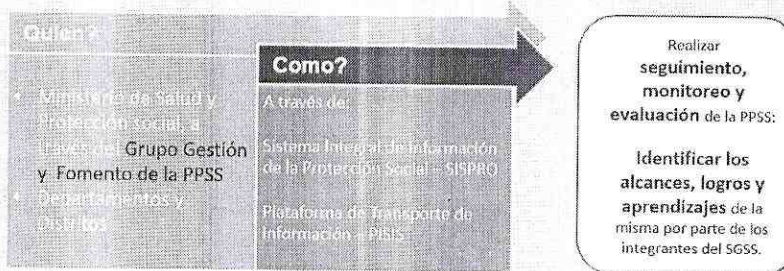 Quien?
• Ministerio de Salud y
Protección social, a
través del Grupo Gestión
y Fomento de la PPSS
• Departamentos y
Distritos
Como?
A través de:
Sistema Integral de Información
de la Protección Social – SISPRO
Plataforma de Transporte de
Información – PISIS
Realizar
seguimiento,
monitoreo y
evaluación de la PPSS:
Identificar los
alcances, logros y
aprendizajes de la
misma por parte de los
integrantes del SGSS.